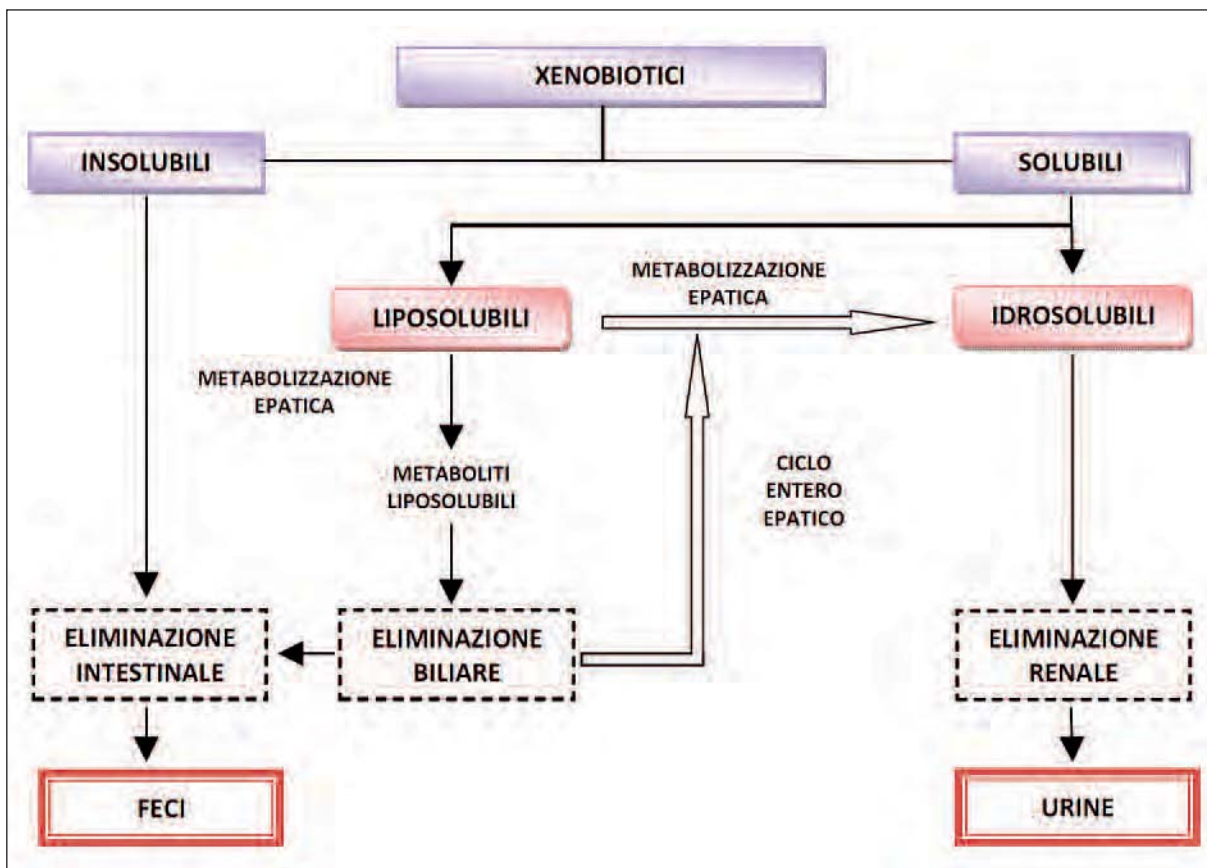 XENOBIOTICI
INSOLUBILI
SOLUBILI
METABOLIZZAZIONE
EPATICA
LIPOSOLUBILI
IDROSOLUBILI
METABOLIZZAZIONE
EPATICA
METABOLITI
LIPOSOLUBILI
CICLO
ENTERO
EPATICO
ELIMINAZIONE
INTESTINALE
ELIMINAZIONE
BILIARE
ELIMINAZIONE
RENALE
FECI
URINE